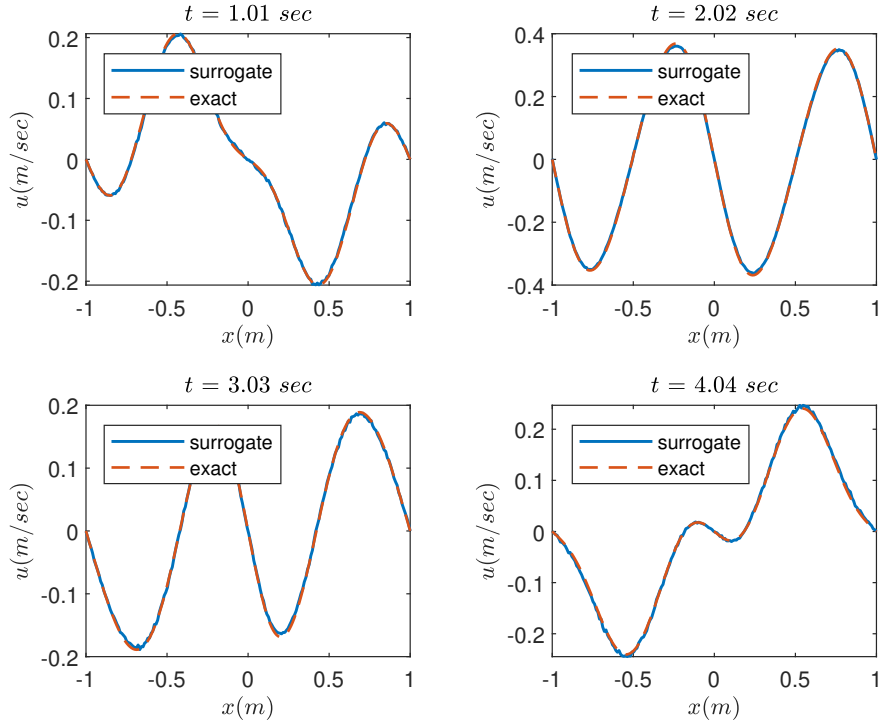 t = 1.01 sec
0.2
0.1
0
-0.1
-0.2
u(m/sec)
surrogate
exact
-1
-0.5
0
0.5
1
x(m)
t = 2.02 sec
0.4
0.2
0
-0.2
-0.4
u(m/sec)
surrogate
exact
-1
-0.5
0
0.5
1
x(m)
t = 3.03 sec
0.2
0.1
0
-0.1
-0.2
u(m/sec)
surrogate
exact
-1
-0.5
0
0.5
1
x(m)
t = 4.04 sec
0.2
0.1
0
-0.1
-0.2
u(m/sec)
surrogate
exact
-1
-0.5
0
0.5
1
x(m)